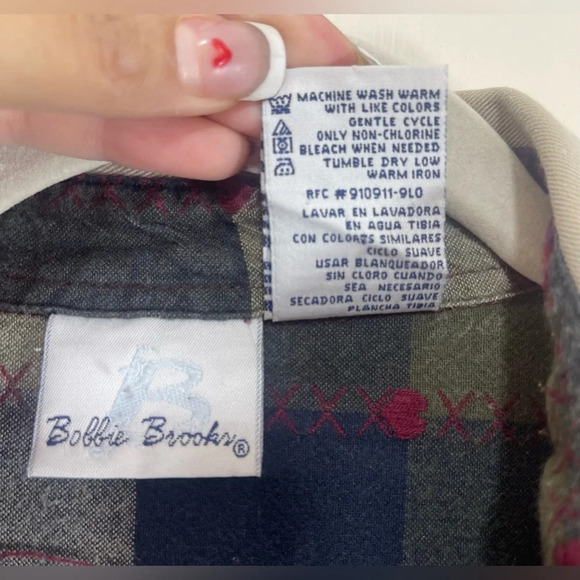 MACHINE WASH WARM
WITH LIKE COLORS
GENTLE CYCLE
ONLY NON-CHLORINE
BLEACH WHEN NEEDED
TUMBLE DRY LOW
WARM IRON
RFC #910911-9L0
LAVAR EN LAVADORA
EN AGUA TIBIA
CON COLORES SIMILARES
CICLO SUAVE
USAR BLANQUEADOR
SIN CLORO CUANDO
SEA NECESARIO
SECADORA CICLO SUAVE
PLANCHA TIBIA
B
Bobbie Brooks®